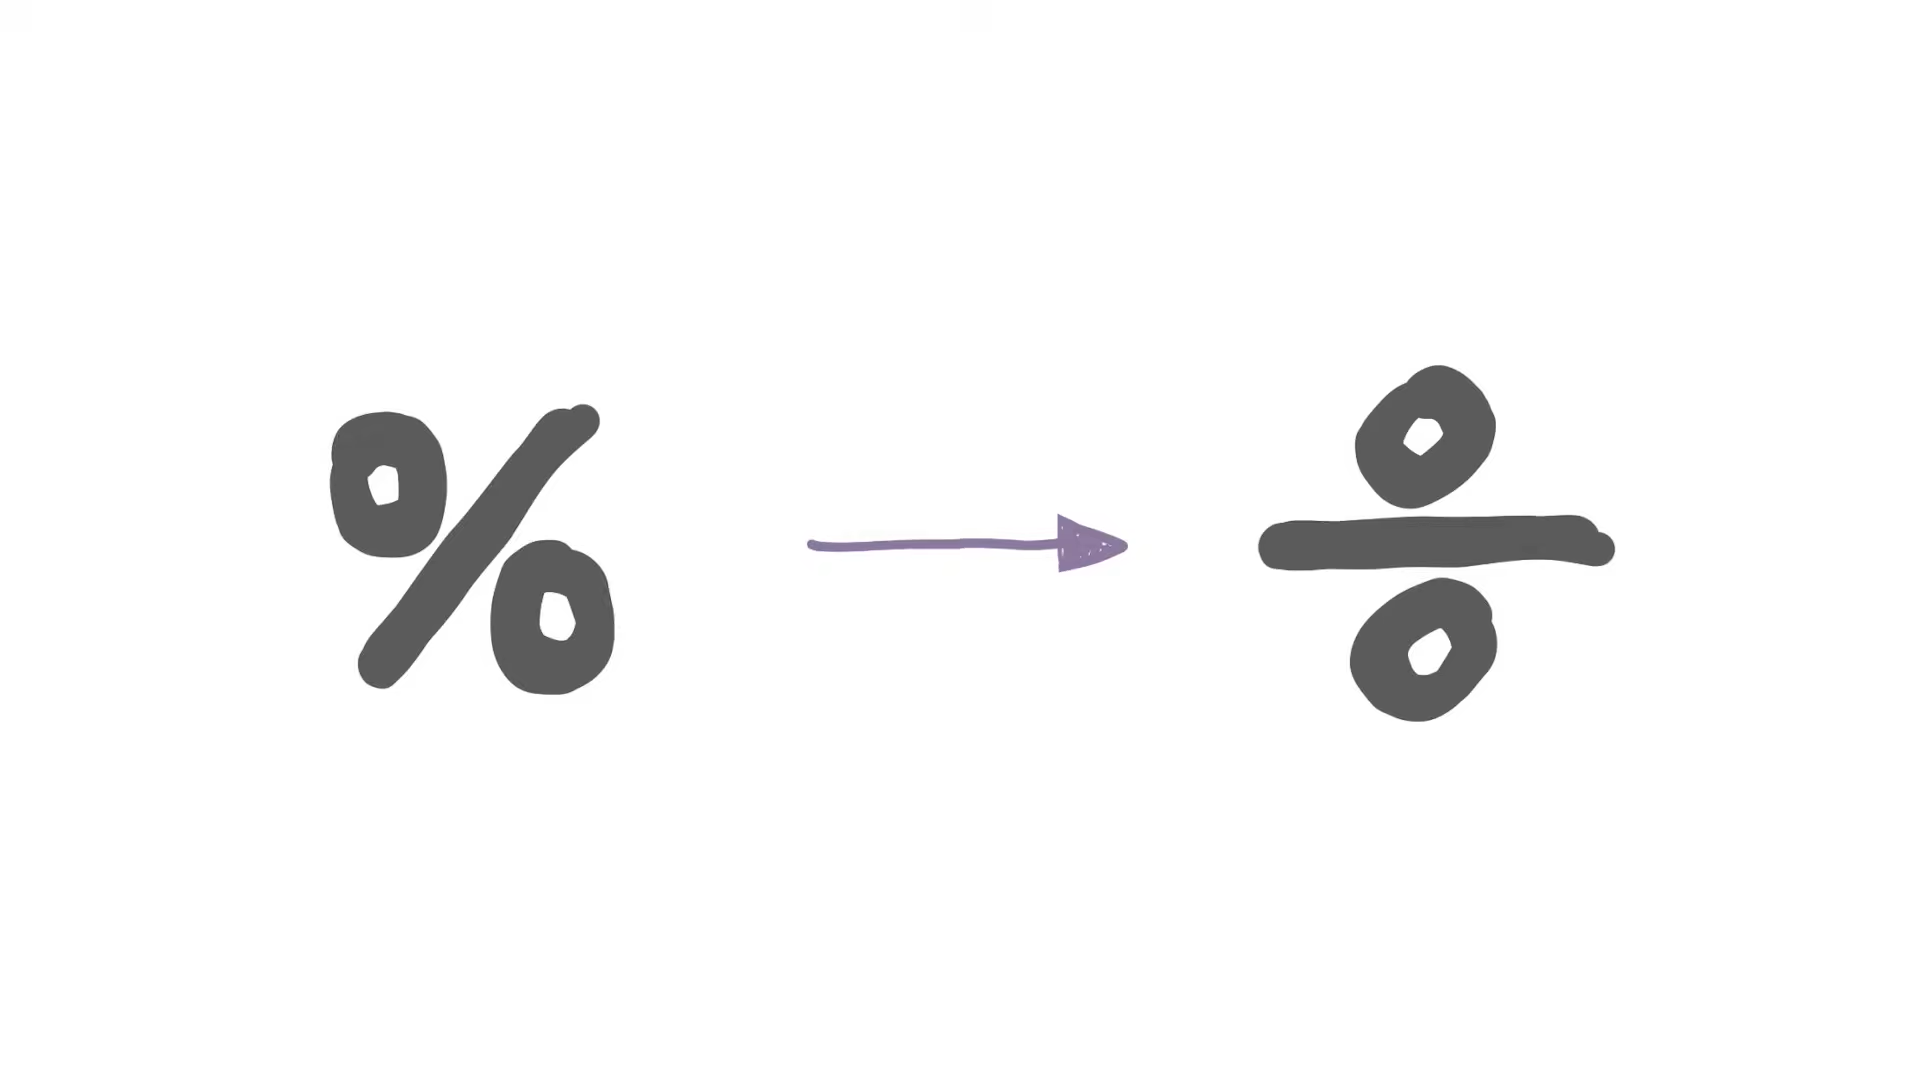 % → ÷